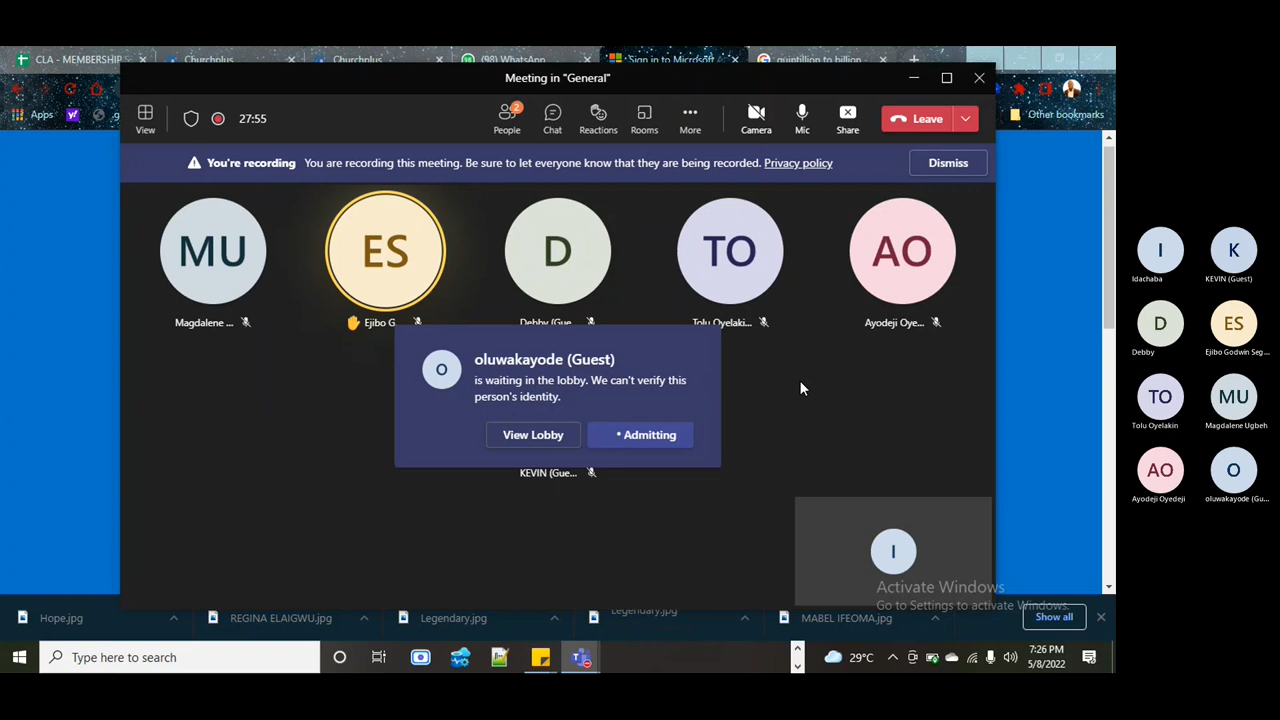 CLA - MEMBERSHIP
Churchplus
Churchplus
(98) WhatsApp
Sign in to Microsoft
quintillion to billion
Apps
Other bookmarks
Meeting in "General"
View
27:55
2
People
Chat
Reactions
Rooms
More
Camera
Mic
Share
Leave
You're recording You are recording this meeting. Be sure to let everyone know that they are being recorded. Privacy policy
Dismiss
MU
ES
D
TO
AO
Magdalene ...
Ejibo G
Debby (Gue
Tolu Oyelaki...
Ayodeji Oye...
O
oluwakayode (Guest)
is waiting in the lobby. We can't verify this
person's identity.
View Lobby
Admitting
KEVIN (Gue...
I
Activate Windows
Go to Settings to activate Windows.
Hope.jpg
REGINA ELAIGWU.jpg
Legendary.jpg
Legendary.jpg
MABEL IFEOMA.jpg
Show all
Type here to search
29°C
7:26 PM
5/8/2022
I
K
Idachaba
KEVIN (Guest)
D
ES
Debby
Ejibo Godwin Seg...
TO
MU
Tolu Oyelakin
Magdalene Ugbeh
AO
O
Ayodeji Oyedeji
oluwakayode (Gu...